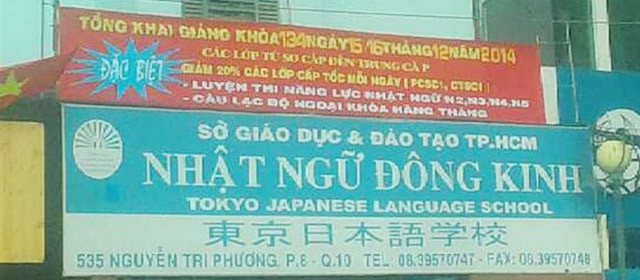 TỔNG KHAI GIẢNG KHÓA 134 NGÀY 15/16 THÁNG 12 NĂM 2014
CÁC LỚP TỪ SƠ CẤP ĐẾN TRUNG CẤP
ĐẶC BIỆT
GIẢM 20% CÁC LỚP CẤP TỐC MỖI NGÀY ( PCSC1, CTSC1 )
- LUYỆN THI NĂNG LỰC NHẬT NGỮ N2,N3,N4,N5
- CÂU LẠC BỘ NGOẠI KHÓA HÀNG THÁNG
SỞ GIÁO DỤC & ĐÀO TẠO TP.HCM
NHẬT NGỮ ĐÔNG KINH
TOKYO JAPANESE LANGUAGE SCHOOL
東京日本語学校
535 NGUYỄN TRI PHƯƠNG, P.8 - Q.10 TEL: 08.39570747 - FAX: 08.39570748